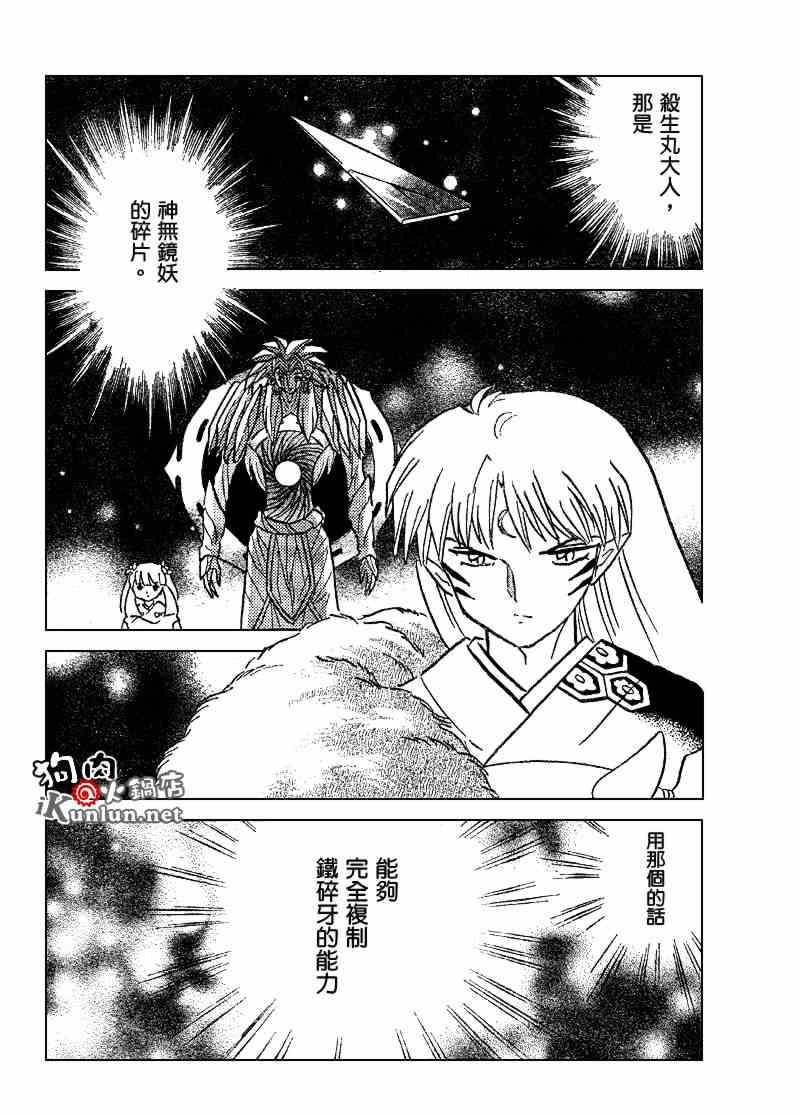 殺生丸大人，
那是
神無鏡妖
的碎片。
狗肉
火鍋店
iKunlun.net
用那個的話
能夠
完全複制
鐵碎牙的能力